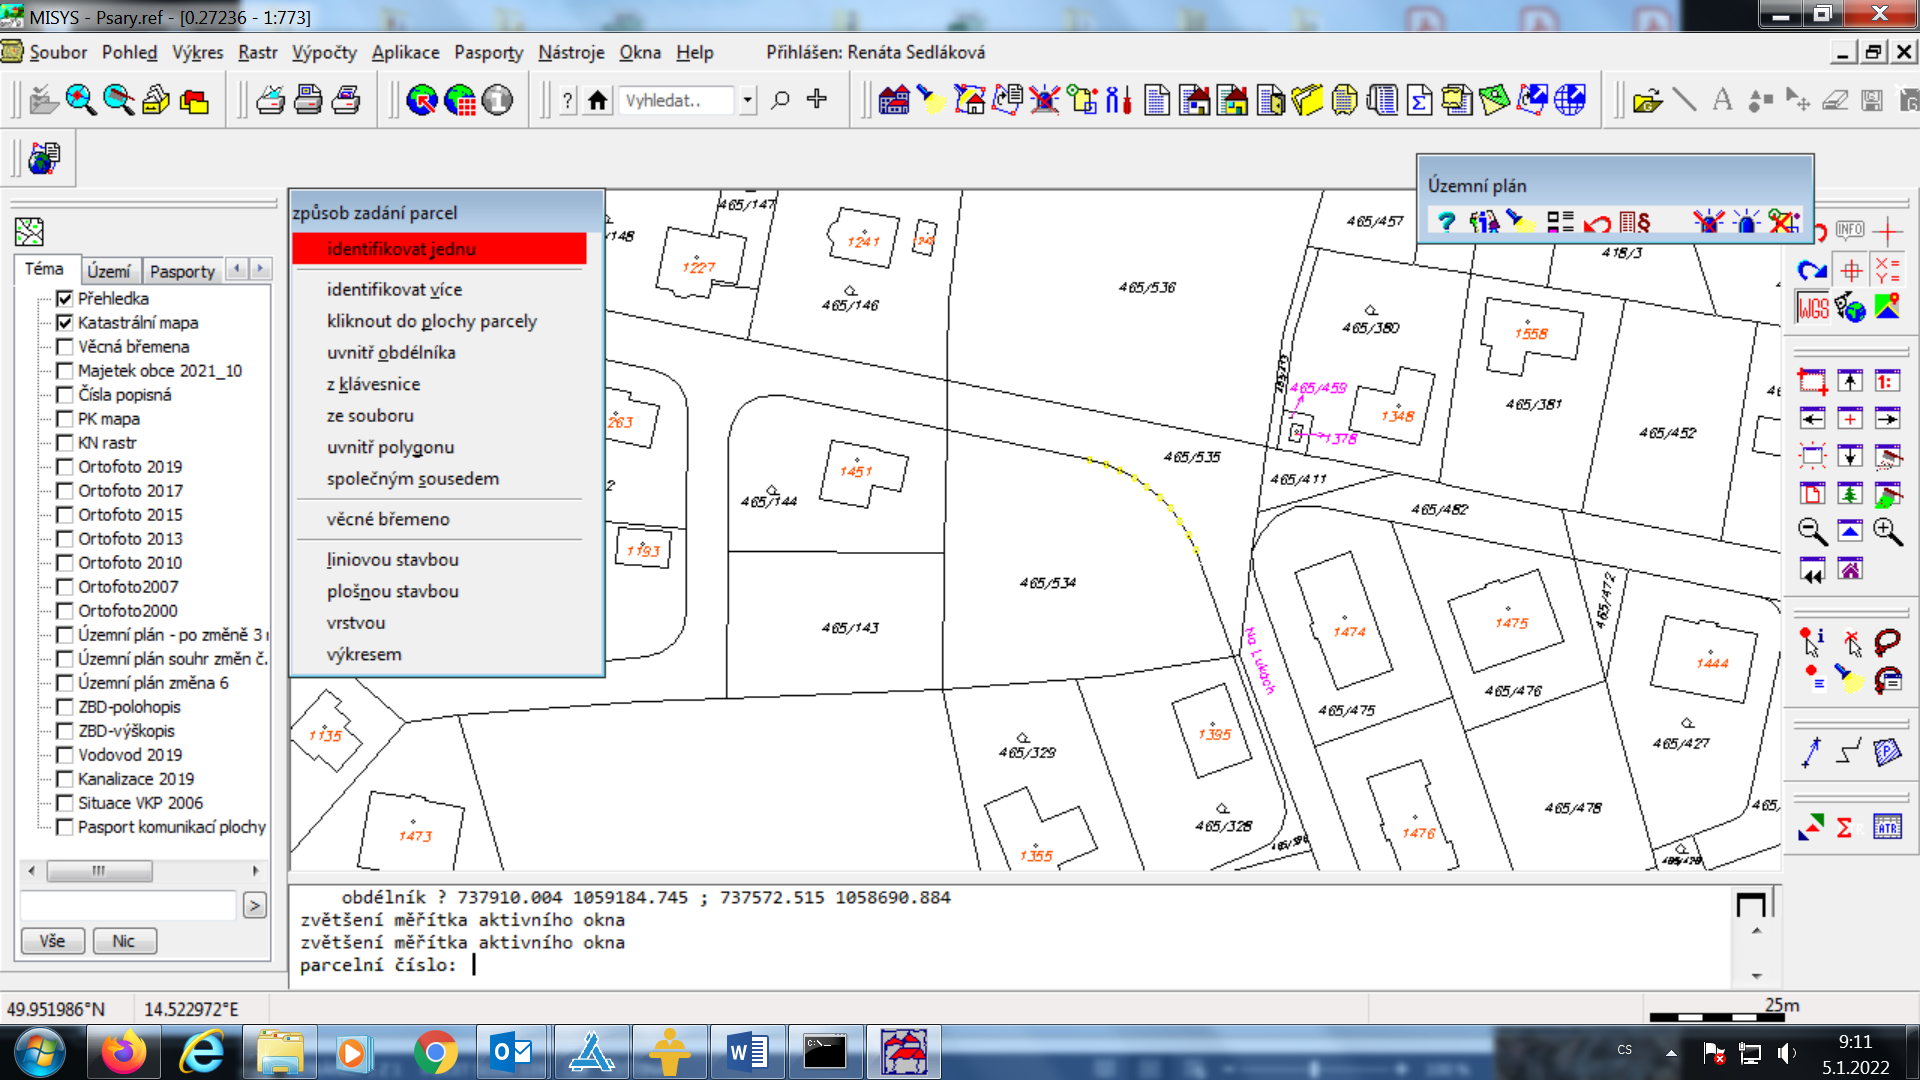 MISYS - Psary.ref - [0.27236 - 1:773]
Soubor Pohled Výkres Rastr Výpočty Aplikace Pasporty Nástroje Okna Help Přihlášen: Renáta Sedláková
Vyhledat..
způsob zadání parcel
identifikovat jednu
identifikovat více
kliknout do plochy parcely
uvnitř obdélníka
z klávesnice
ze souboru
uvnitř polygonu
společným sousedem
věcné břemeno
liniovou stavbou
plošnou stavbou
vrstvou
výkresem
Územní plán
Téma Území Pasporty
Přehledka
Katastrální mapa
Věcná břemena
Majetek obce 2021_10
Čísla popisná
PK mapa
KN rastr
Ortofoto 2019
Ortofoto 2017
Ortofoto 2015
Ortofoto 2013
Ortofoto 2010
Ortofoto2007
Ortofoto2000
Územní plán - po změně 3
Územní plán souhr změn č.
Územní plán změna 6
ZBD-polohopis
ZBD-výškopis
Vodovod 2019
Kanalizace 2019
Situace VKP 2006
Pasport komunikací plochy
Vše Nic
465/147
/148
1241
1227
465/146
465/536
465/457
418/3
465/380
1558
465/459
1348
465/381
1378
465/452
263
1451
465/144
465/535
465/411
465/482
1193
465/534
465/143
465/472
1474
1475
1444
Na Lukách
465/476
465/475
465/427
1135
465/329
1395
1473
465/328
1355
1476
465/478
465/
INFO
X=
Y=
WGS
1:
ATR
obdélník ? 737910.004 1059184.745 ; 737572.515 1058690.884
zvětšení měřítka aktivního okna
zvětšení měřítka aktivního okna
parcelní číslo:
49.951986°N 14.522972°E
25m
CS
9:11
5.1.2022